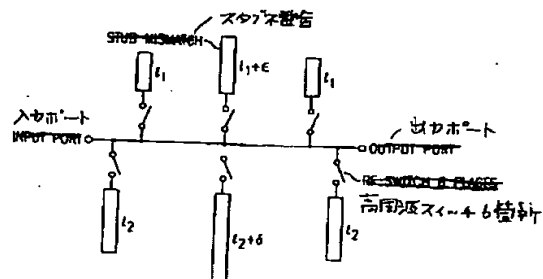 スタブ不整合
STUB MISMATCH
l1
l1+ε
l1
入力ポート
INPUT PORT
出力ポート
OUTPUT PORT
RF SWITCH 6 PLACES
高周波スイッチ6箇所
l2
l2+δ
l2